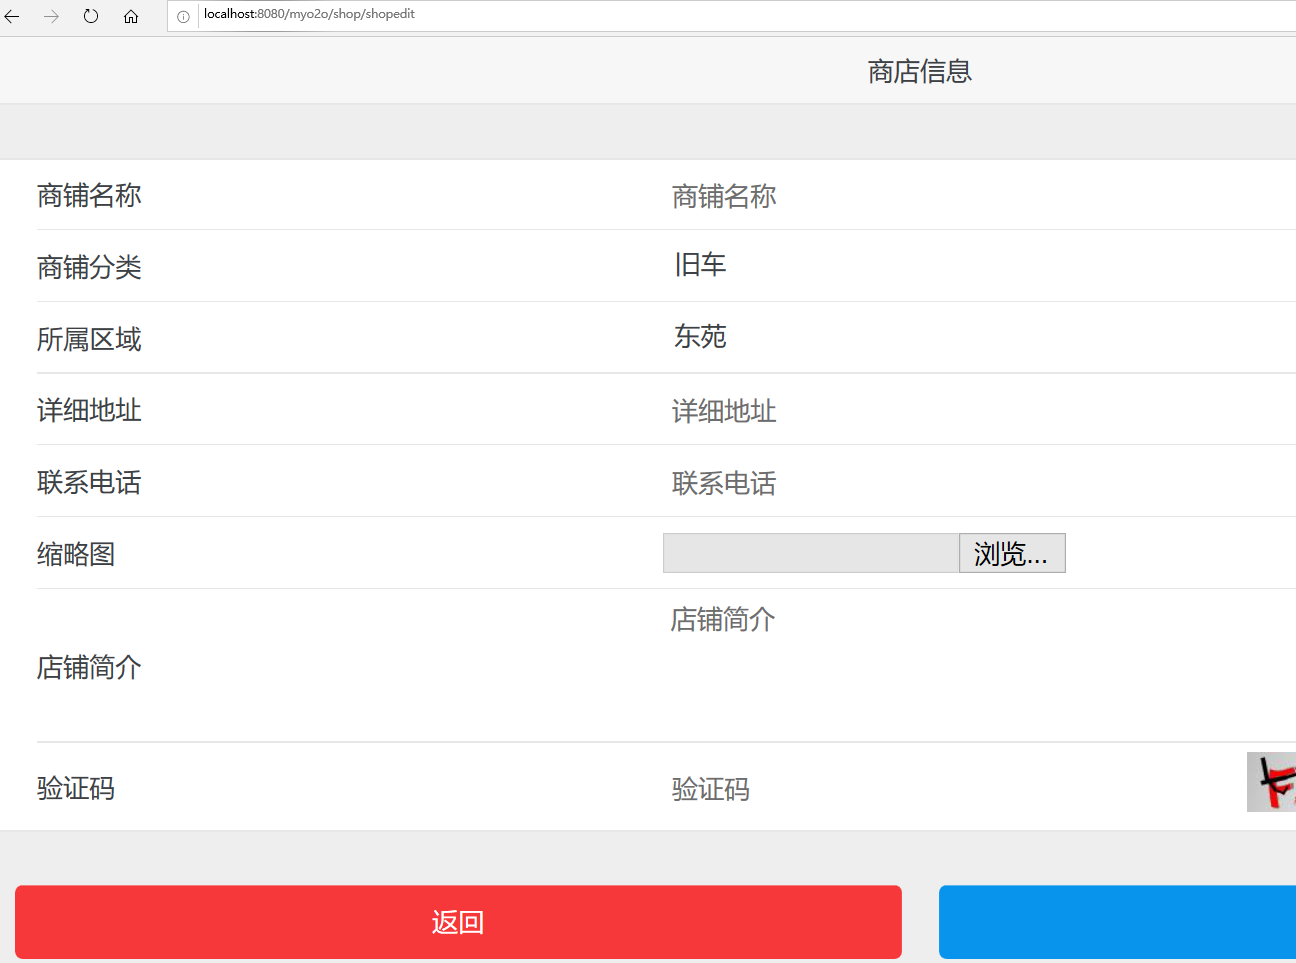 localhost:8080/myo2o/shop/shopedit
商店信息
商铺名称 商铺名称
商铺分类 旧车
所属区域 东苑
详细地址 详细地址
联系电话 联系电话
缩略图 浏览...
店铺简介 店铺简介
验证码 验证码
返回